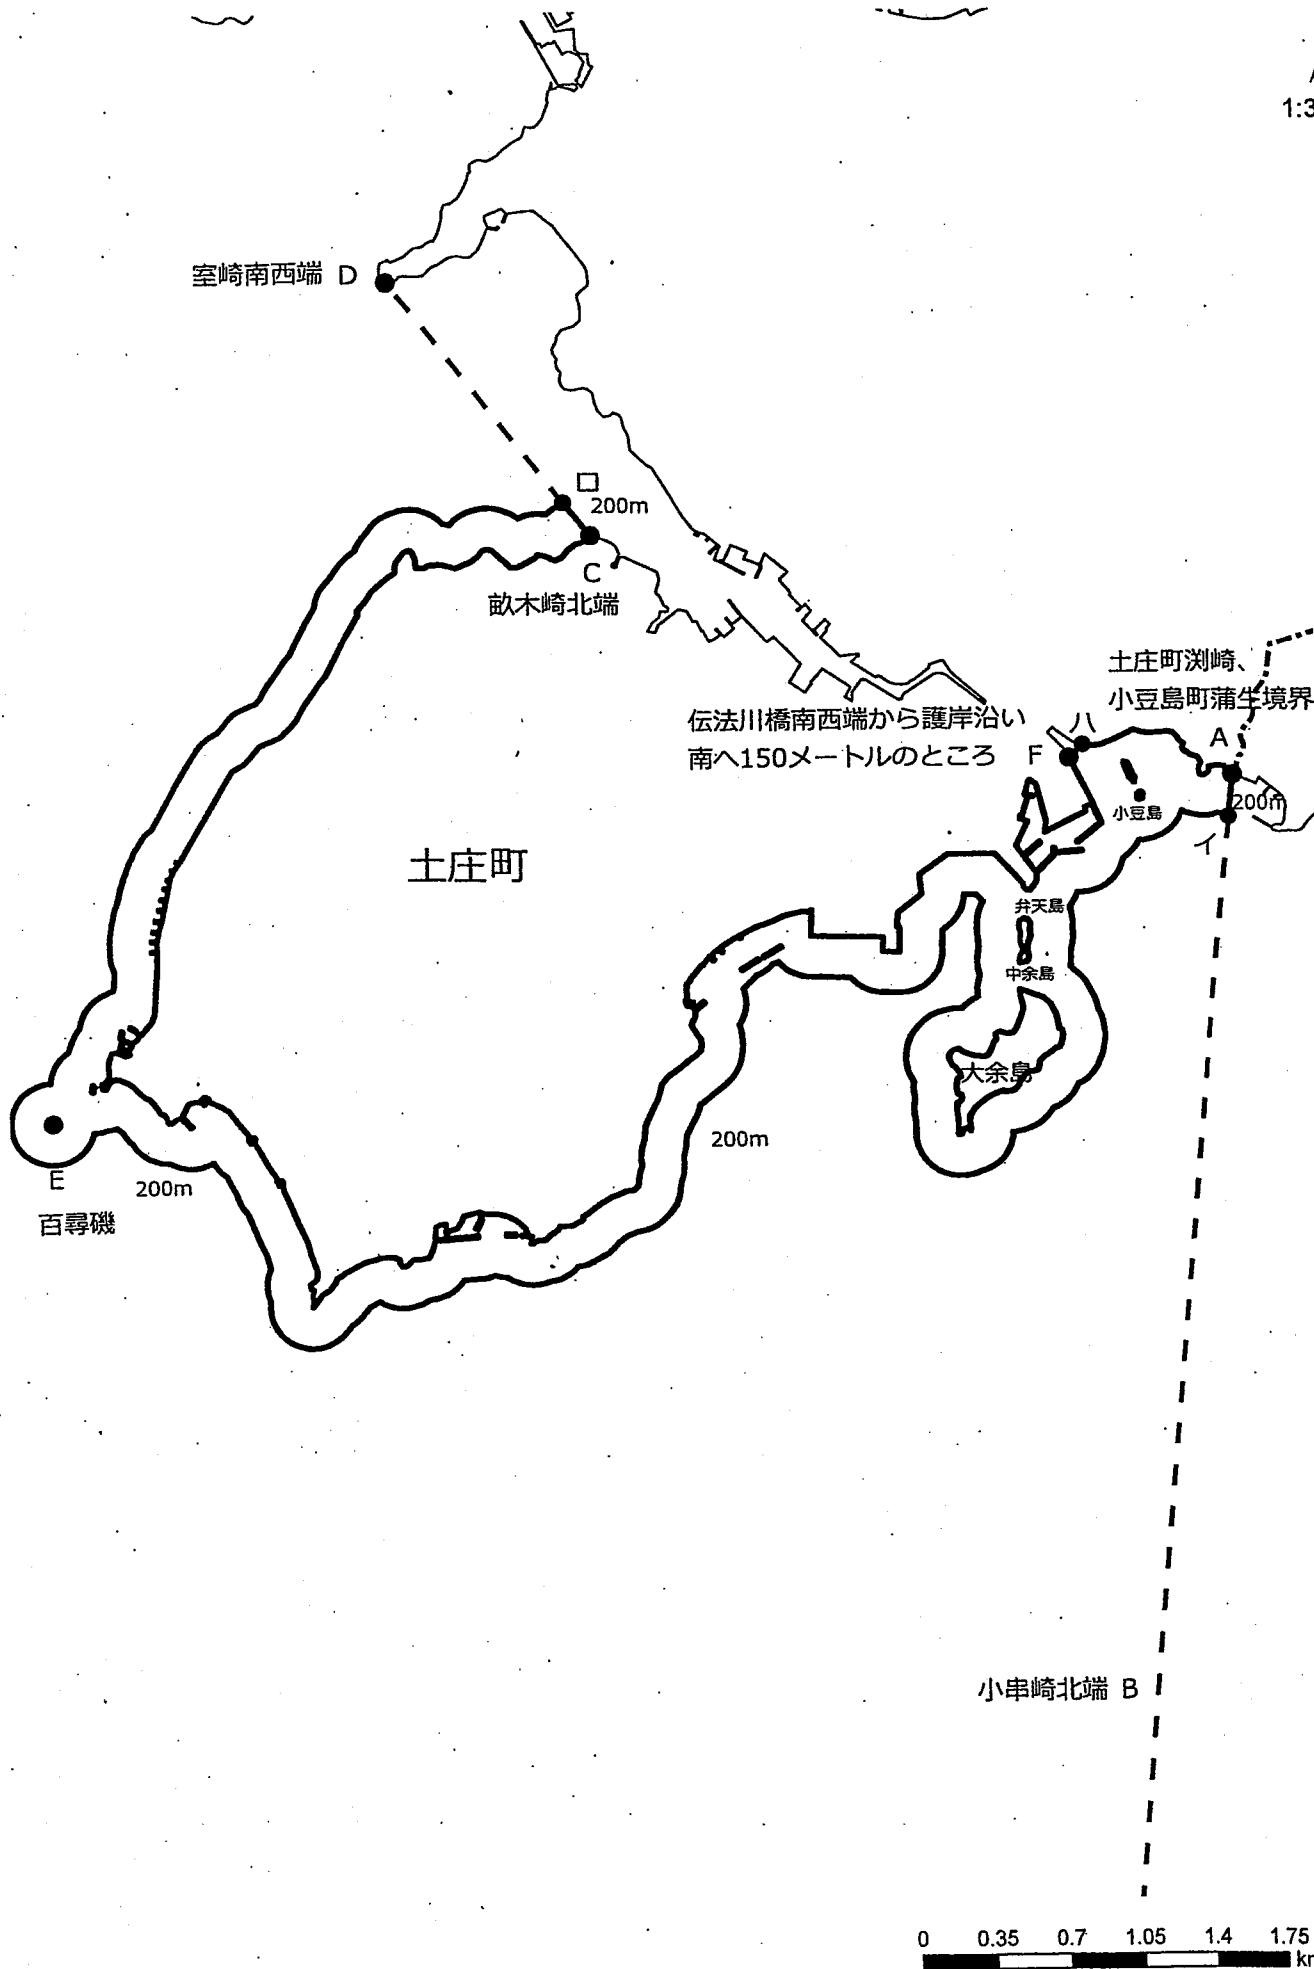 1:3
室崎南西端 D
ロ
200m
C
畝木崎北端
土庄町渕崎、
小豆島町蒲生境界
伝法川橋南西端から護岸沿い
南へ150メートルのところ
ハ
F
A
200m
小豆島
イ
土庄町
弁天島
中余島
大余島
200m
E
200m
百尋磯
小串崎北端 B
0 0.35 0.7 1.05 1.4 1.75
km